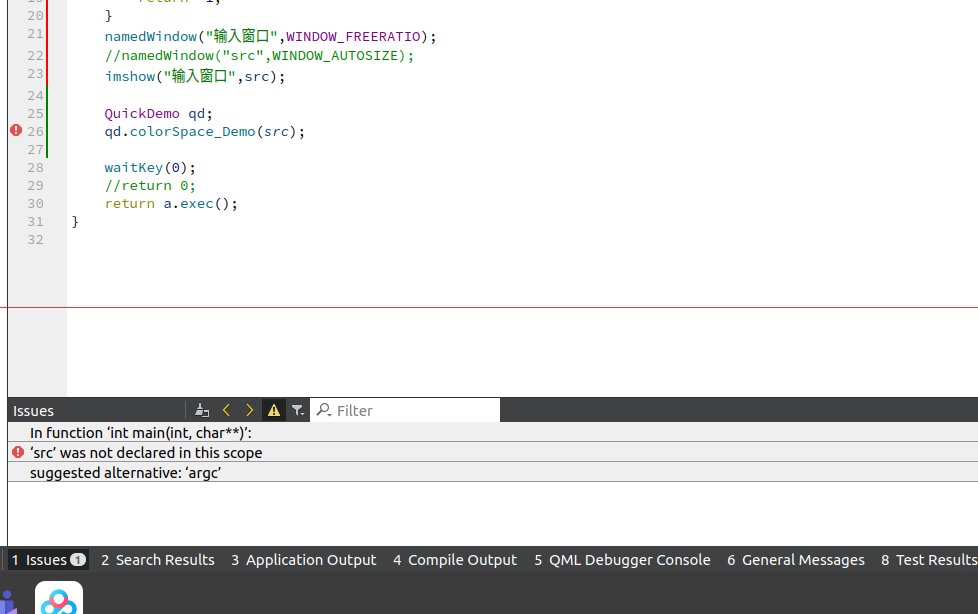 20 }
21 namedWindow("输入窗口",WINDOW_FREERATIO);
22 //namedWindow("src",WINDOW_AUTOSIZE);
23 imshow("输入窗口",src);
24
25 QuickDemo qd;
26 qd.colorSpace_Demo(src);
27
28 waitKey(0);
29 //return 0;
30 return a.exec();
31 }
32
Issues Filter
In function ‘int main(int, char**)’:
‘src’ was not declared in this scope
suggested alternative: ‘argc’
1 Issues 1 2 Search Results 3 Application Output 4 Compile Output 5 QML Debugger Console 6 General Messages 8 Test Results